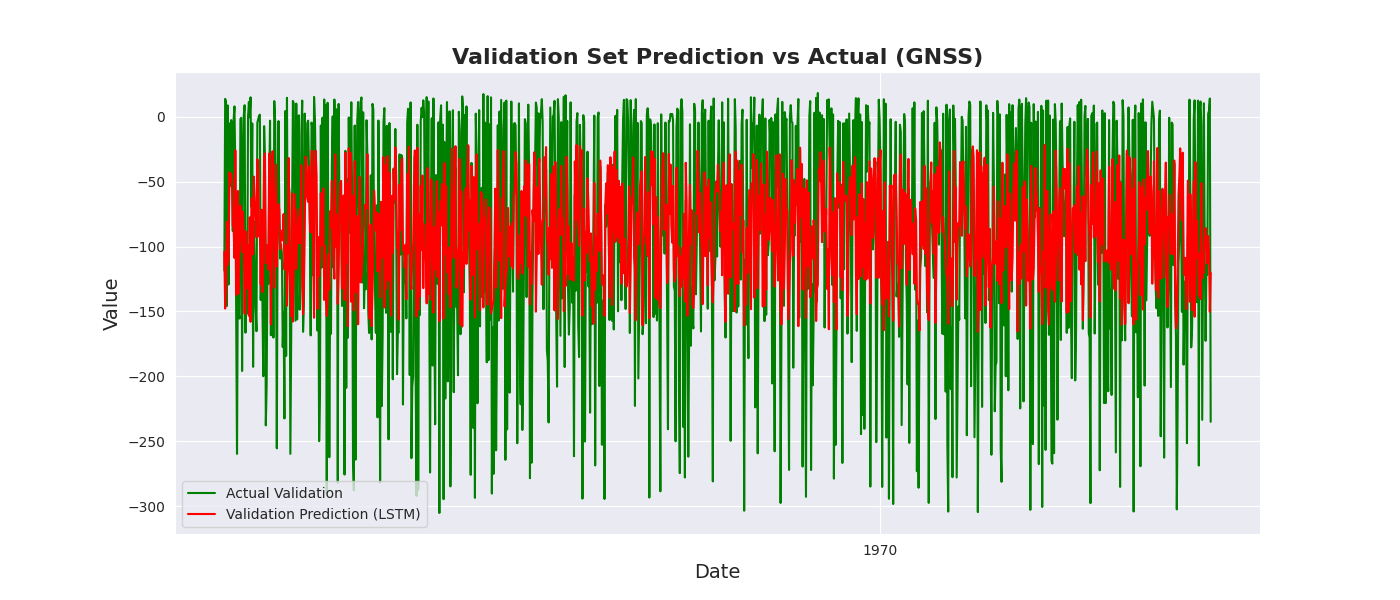 Validation Set Prediction vs Actual (GNSS)
Value
0
−50
−100
−150
−200
−250
−300
Actual Validation
Validation Prediction (LSTM)
1970
Date